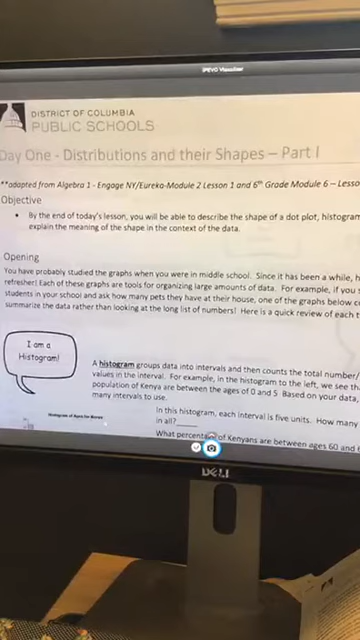 IPEVO Visualizer
DISTRICT OF COLUMBIA
PUBLIC SCHOOLS
Day One - Distributions and their Shapes – Part I
**adapted from Algebra 1 - Engage NY/Eureka-Module 2 Lesson 1 and 6th Grade Module 6 – Lesso
Objective
• By the end of today's lesson, you will be able to describe the shape of a dot plot, histogram
explain the meaning of the shape in the context of the data.
Opening
You have probably studied the graphs when you were in middle school. Since it has been a while, h
refresher! Each of these graphs are tools for organizing large amounts of data. For example, if you s
students in your school and ask how many pets they have at their house, one of the graphs below c
summarize the data rather than looking at the long list of numbers! Here is a quick review of each t
I am a
Histogram!
A histogram groups data into intervals and then counts the total number/
values in the interval. For example, in the histogram to the left, we see tha
population of Kenya are between the ages of 0 and 5 Based on your data,
many intervals to use.
Histogram of Ages for Kenya
In this histogram, each interval is five units. How many
in all?____
What percentage of Kenyans are between ages 60 and
DELL